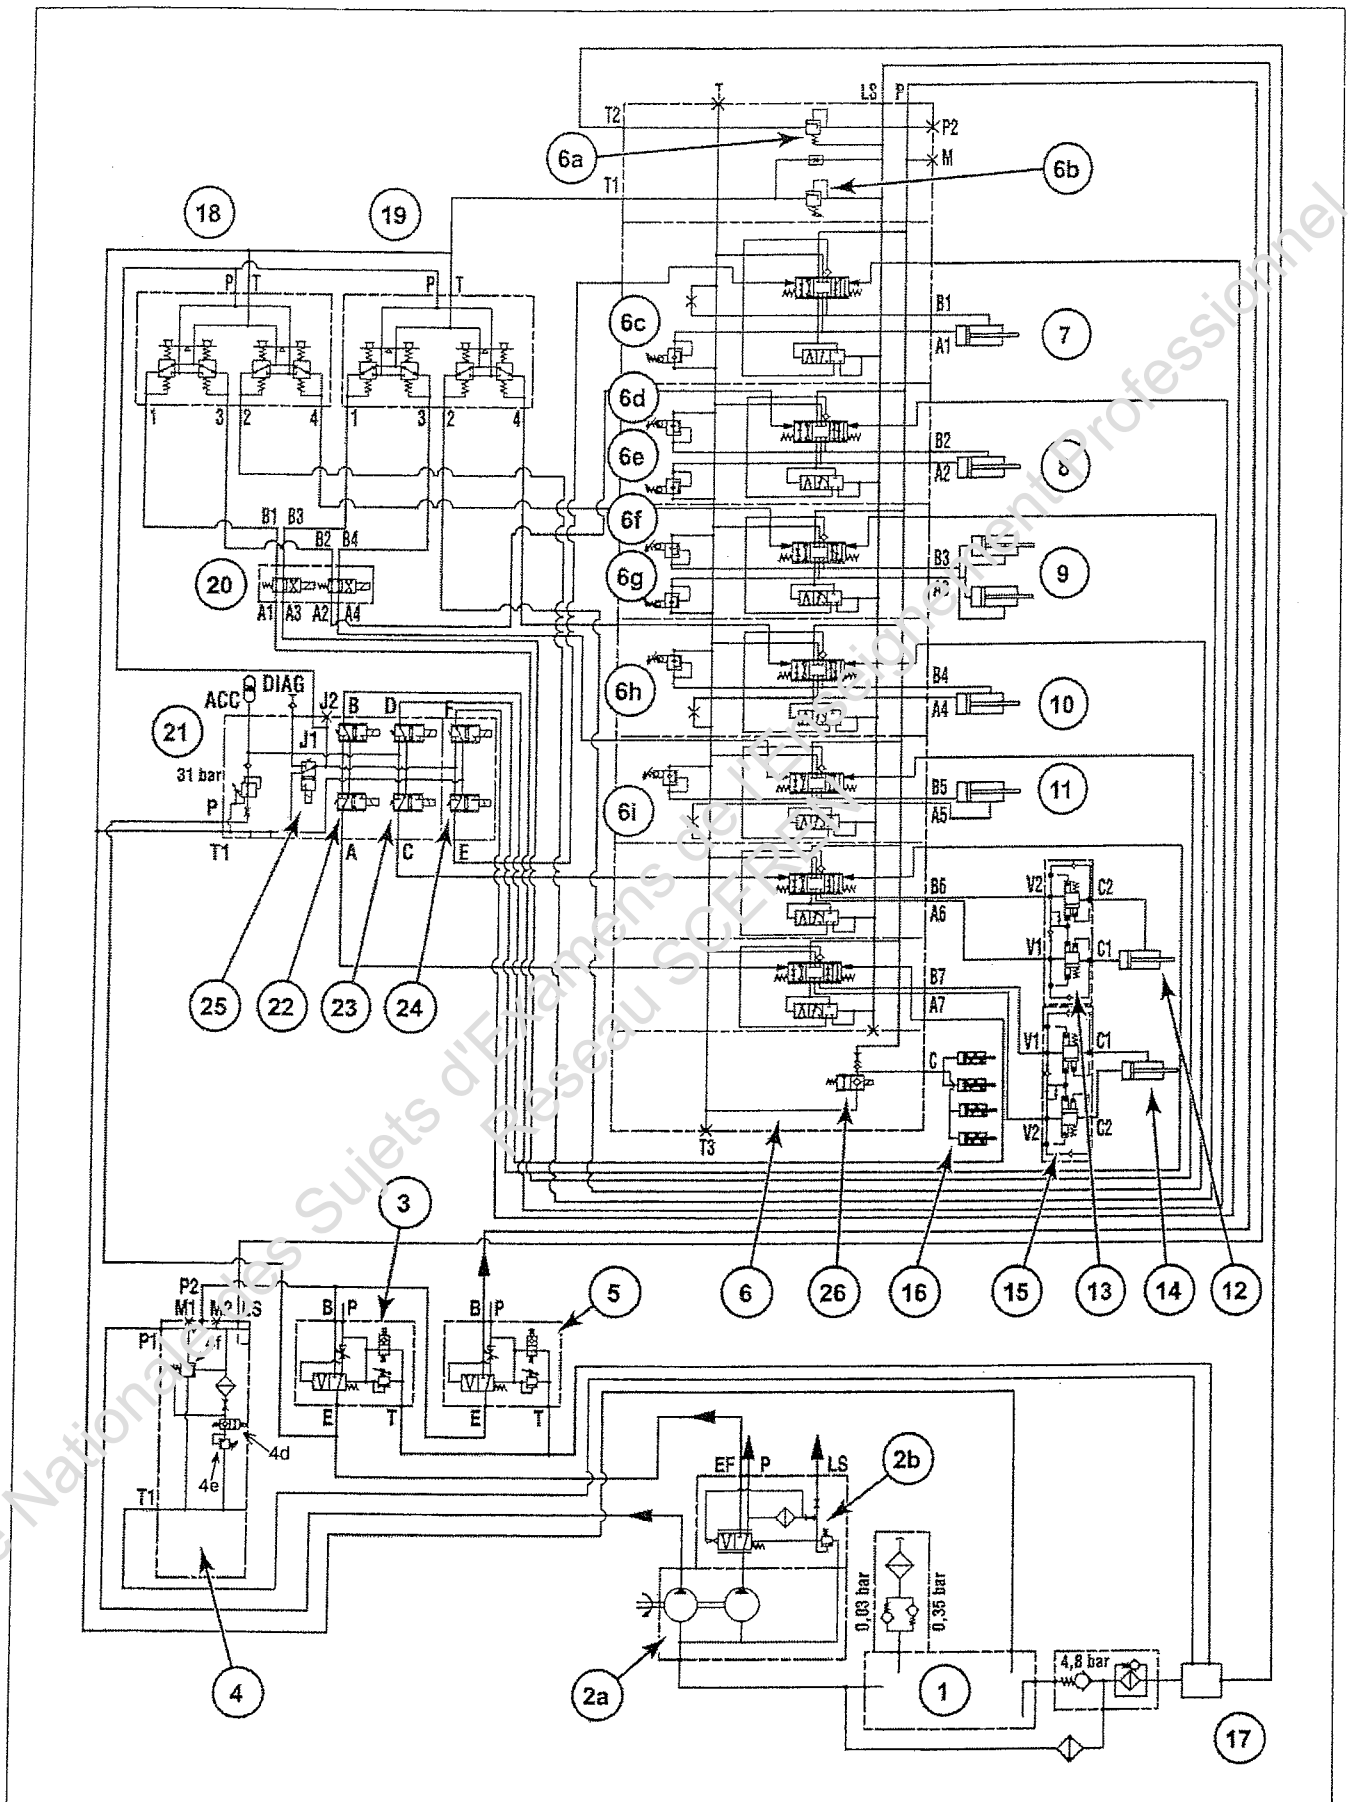 T
LS
P
T2
P2
6a
M
6b
T1
18
19
P
T
P
T
6c
B1
7
A1
6d
B2
6e
A2
8
1
3
2
4
1
3
2
4
6f
B1
B3
B2
B4
B3
9
6g
A3
20
A1
A3
A2
A4
6h
B4
10
A4
ACC
DIAG
J2
B
D
F
21
J1
31 bar
P
B5
11
A5
6i
T1
A
C
E
B6
A6
V2
C2
V1
C1
25
22
23
24
B7
A7
V1
C1
C
V2
C2
T3
3
6
26
16
15
13
14
12
5
P2
M1
M2
LS
B
P
B
P
P1
4f
E
T
E
T
4d
4e
T1
EF
P
LS
2b
0,03 bar
0,35 bar
4
2a
1
4,8 bar
17
Nationale des Sujets d'Examens de l'Enseignement Professionnel
Réseau SCEREN